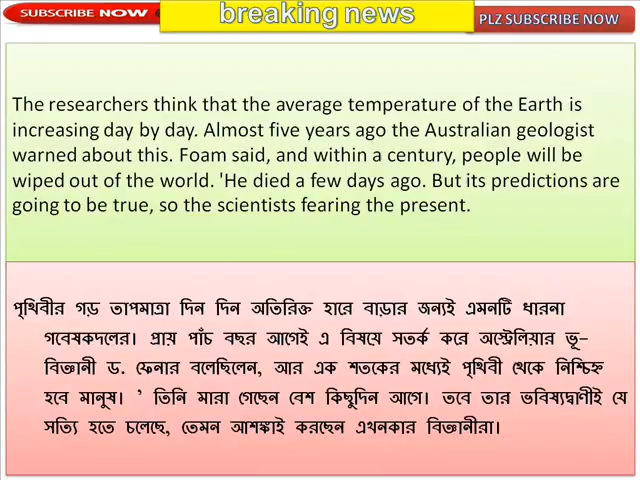 SUBSCRIBE NOW
breaking news
PLZ SUBSCRIBE NOW
The researchers think that the average temperature of the Earth is
increasing day by day. Almost five years ago the Australian geologist
warned about this. Foam said, and within a century, people will be
wiped out of the world. 'He died a few days ago. But its predictions are
going to be true, so the scientists fearing the present.
পৃথিবীর গড় তাপমাত্রা দিন দিন অতিরিক্ত হারে বাড়ার জন্যই এমনটি ধারনা
গবেষকদলের। প্রায় পাঁচ বছর আগেই এ বিষয়ে সতর্ক করে অস্ট্রেলিয়ার ভূ-
বিজ্ঞানী ড. ফেনার বলেছিলেন, আর এক শতকের মধ্যেই পৃথিবী থেকে নিশ্চিহ্ন
হবে মানুষ। ’ তিনি মারা গেছেন বেশ কিছুদিন আগে। তবে তার ভবিষ্যদ্বাণীই যে
সত্যি হতে চলেছে, তেমন আশঙ্কাই করছেন এখনকার বিজ্ঞানীরা।